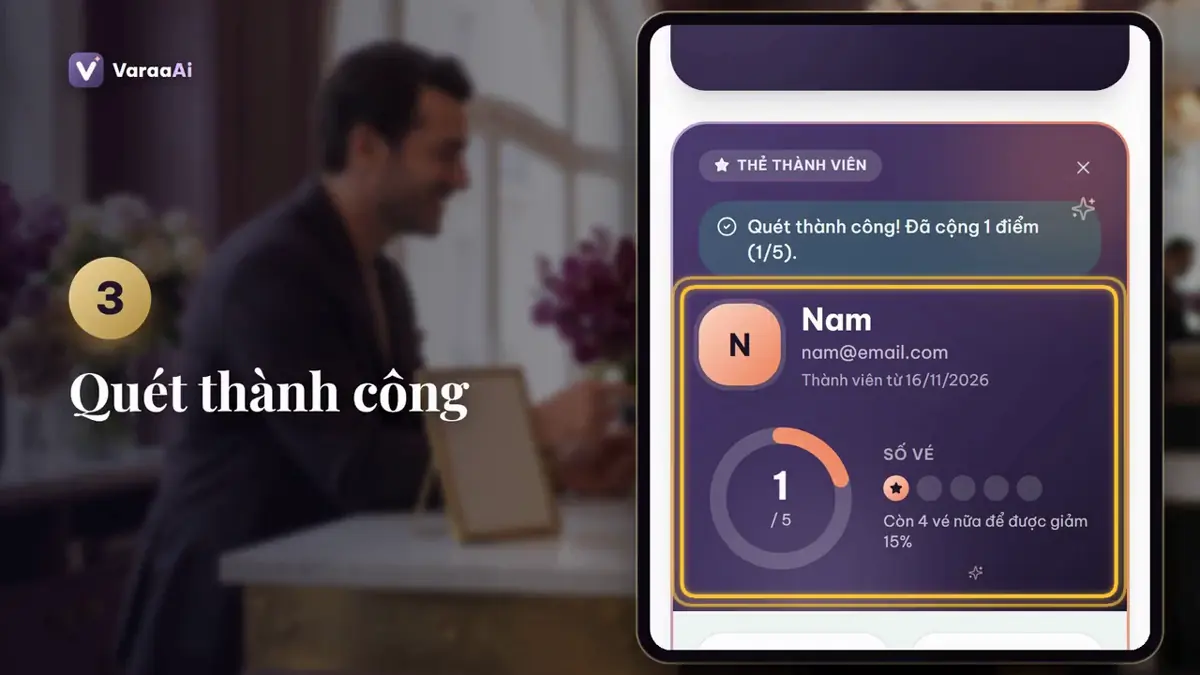 VaraaAi
3
Quét thành công
THẺ THÀNH VIÊN
Quét thành công! Đã cộng 1 điểm
(1/5).
N
Nam
nam@email.com
Thành viên từ 16/11/2026
1
/ 5
SỐ VÉ
Còn 4 vé nữa để được giảm
15%